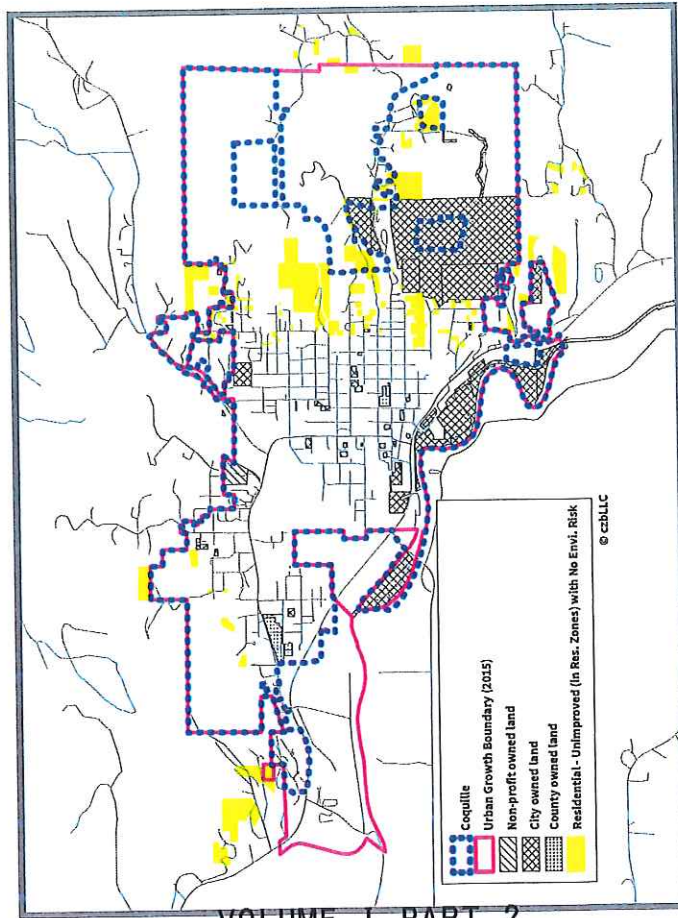 Coquille
Urban Growth Boundary (2015)
Non-profit owned land
City owned land
County owned land
Residential - Unimproved (In Res. Zones) with No Envi. Risk
© czbLLC
VOLUME I PART 2